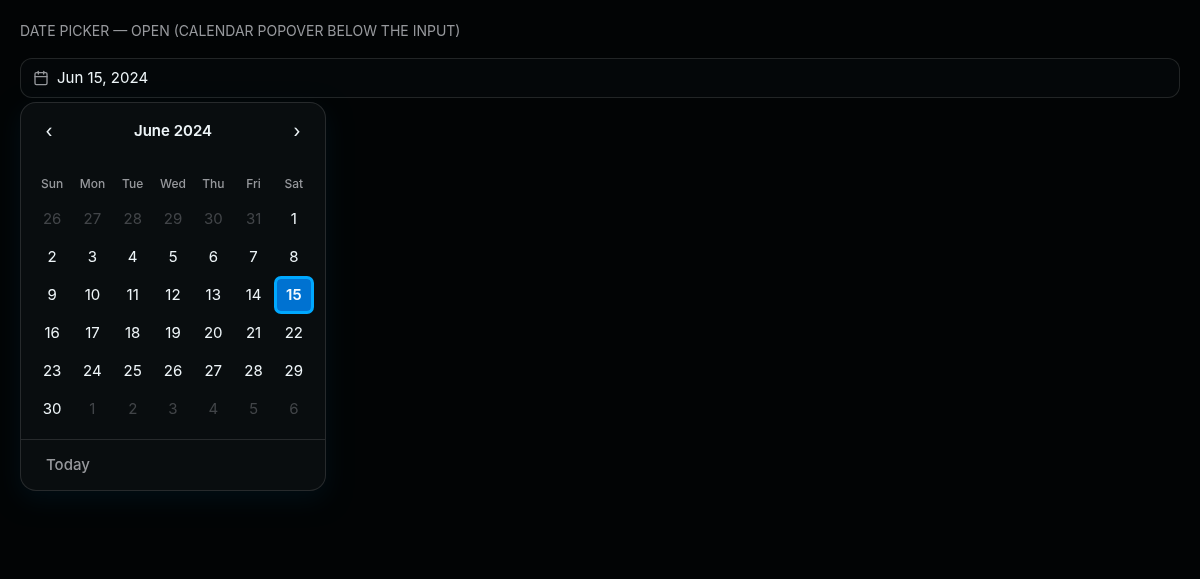 DATE PICKER — OPEN (CALENDAR POPOVER BELOW THE INPUT)
Jun 15, 2024
‹ June 2024 ›
Sun Mon Tue Wed Thu Fri Sat
26 27 28 29 30 31 1
2 3 4 5 6 7 8
9 10 11 12 13 14 15
16 17 18 19 20 21 22
23 24 25 26 27 28 29
30 1 2 3 4 5 6
Today